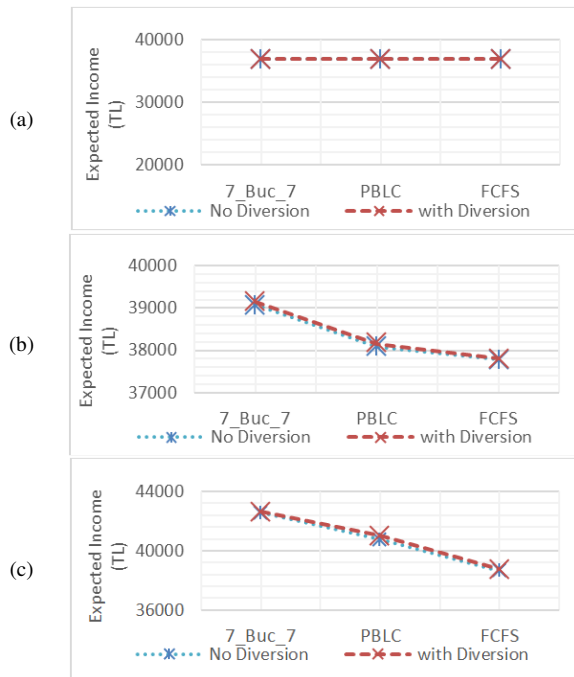 (a)
Expected Income
(TL)
40000
30000
20000
7_Buc_7 PBLC FCFS
No Diversion with Diversion
(b)
Expected Income
(TL)
40000
39000
38000
37000
7_Buc_7 PBLC FCFS
No Diversion with Diversion
(c)
Expected Income
(TL)
44000
40000
36000
7_Buc_7 PBLC FCFS
No Diversion with Diversion